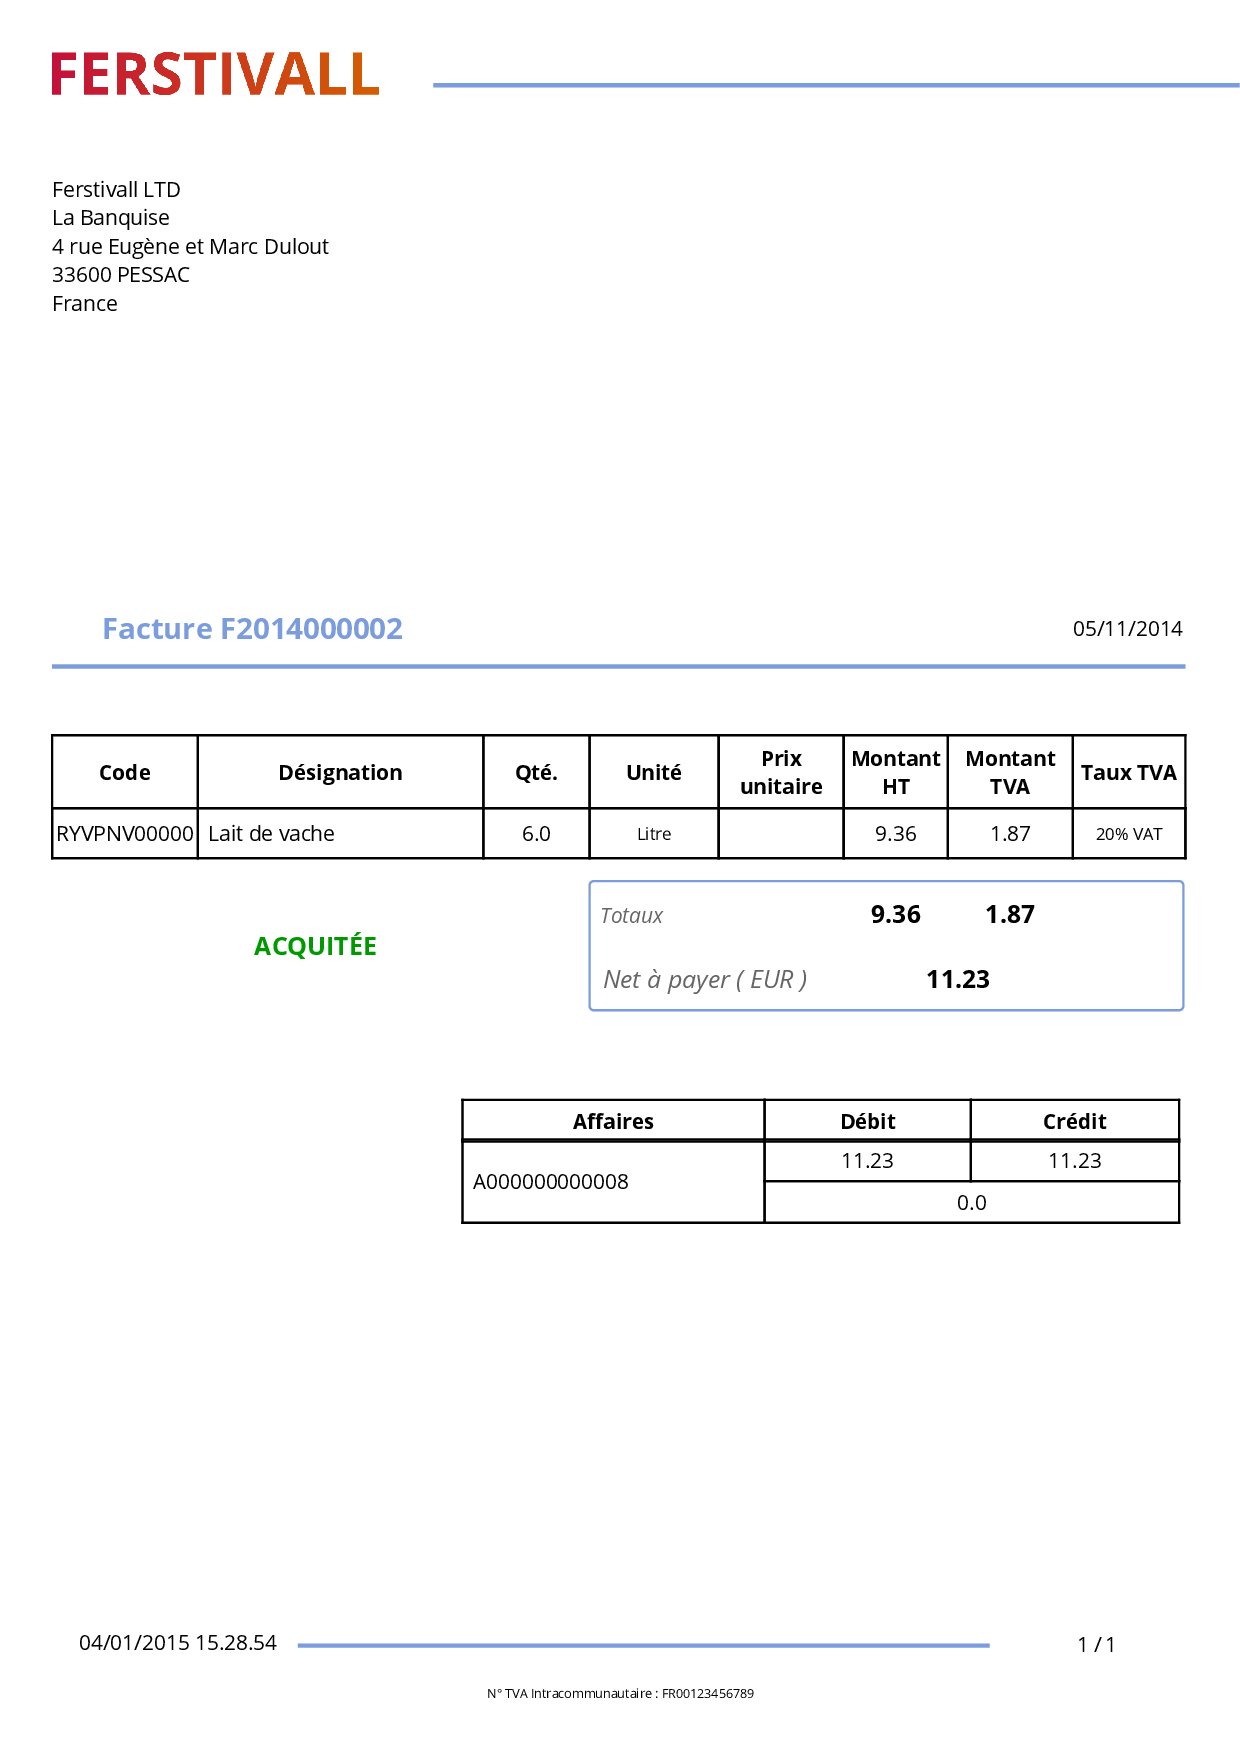 FERSTIVALL
Ferstivall LTD
La Banquise
4 rue Eugène et Marc Dulout
33600 PESSAC
France
Facture F2014000002 05/11/2014
Code Désignation Qté. Unité Prix unitaire Montant HT Montant TVA Taux TVA
RYVPNV00000 Lait de vache 6.0 Litre 9.36 1.87 20% VAT
Totaux 9.36 1.87
ACQUITÉE
Net à payer ( EUR ) 11.23
Affaires Débit Crédit
A000000000008 11.23 11.23
0.0
04/01/2015 15.28.54 1 / 1
N° TVA Intracommunautaire : FR00123456789